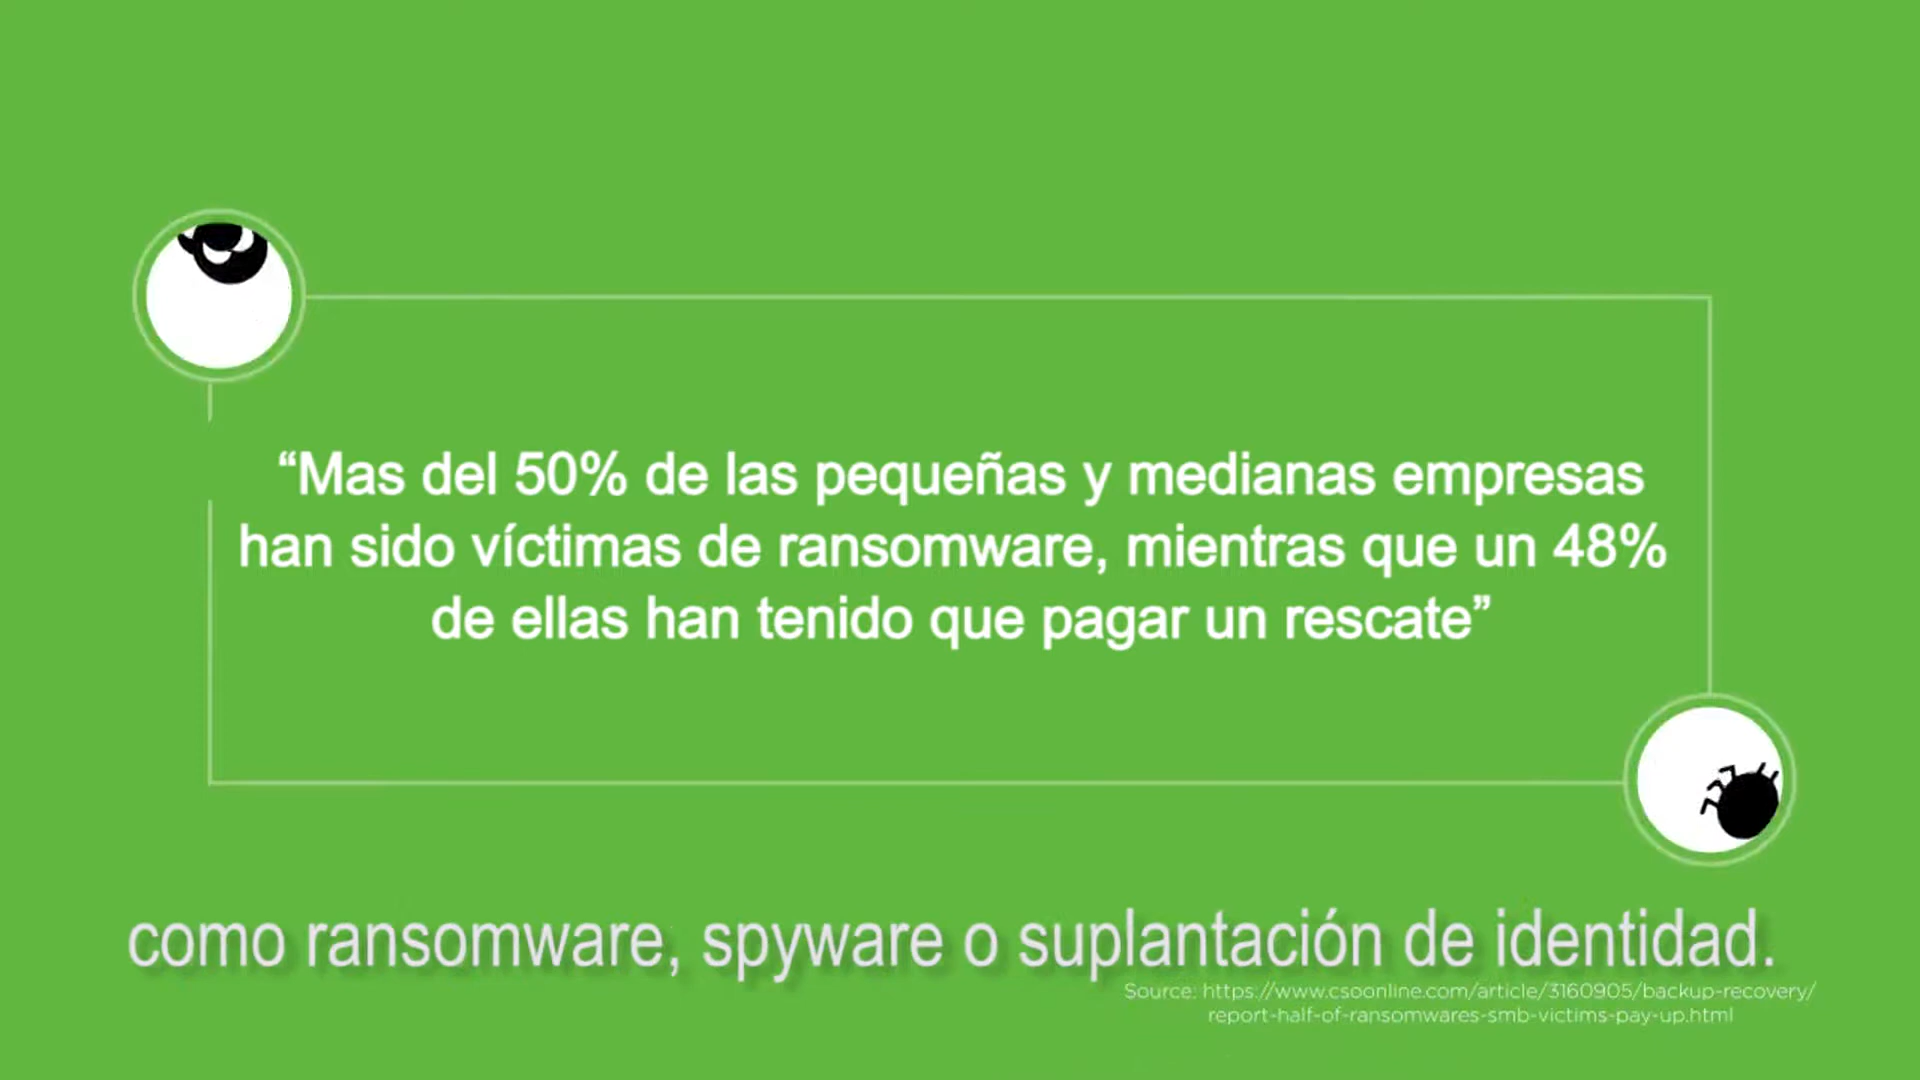 “Mas del 50% de las pequeñas y medianas empresas
han sido víctimas de ransomware, mientras que un 48%
de ellas han tenido que pagar un rescate”
como ransomware, spyware o suplantación de identidad.
Source: https://www.csoonline.com/article/3160905/backup-recovery/
report-half-of-ransomwares-smb-victims-pay-up.html